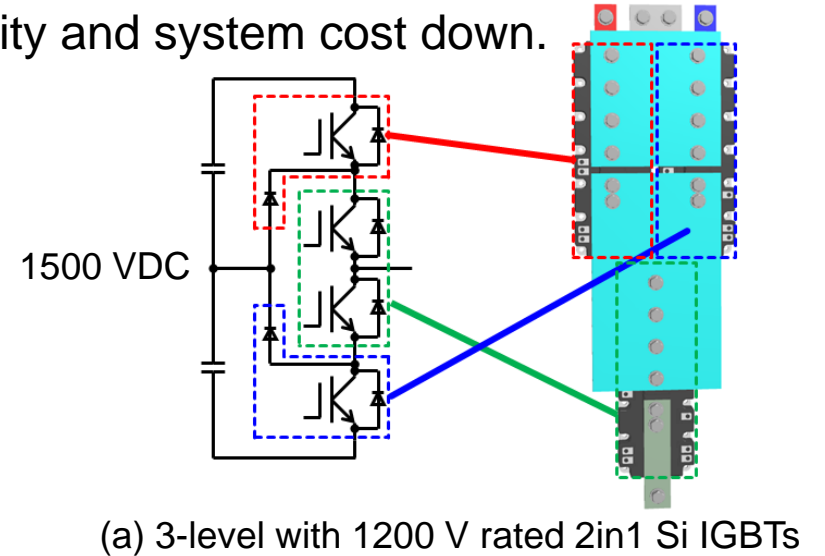 ity and system cost down.
1500 VDC
(a) 3-level with 1200 V rated 2in1 Si IGBTs